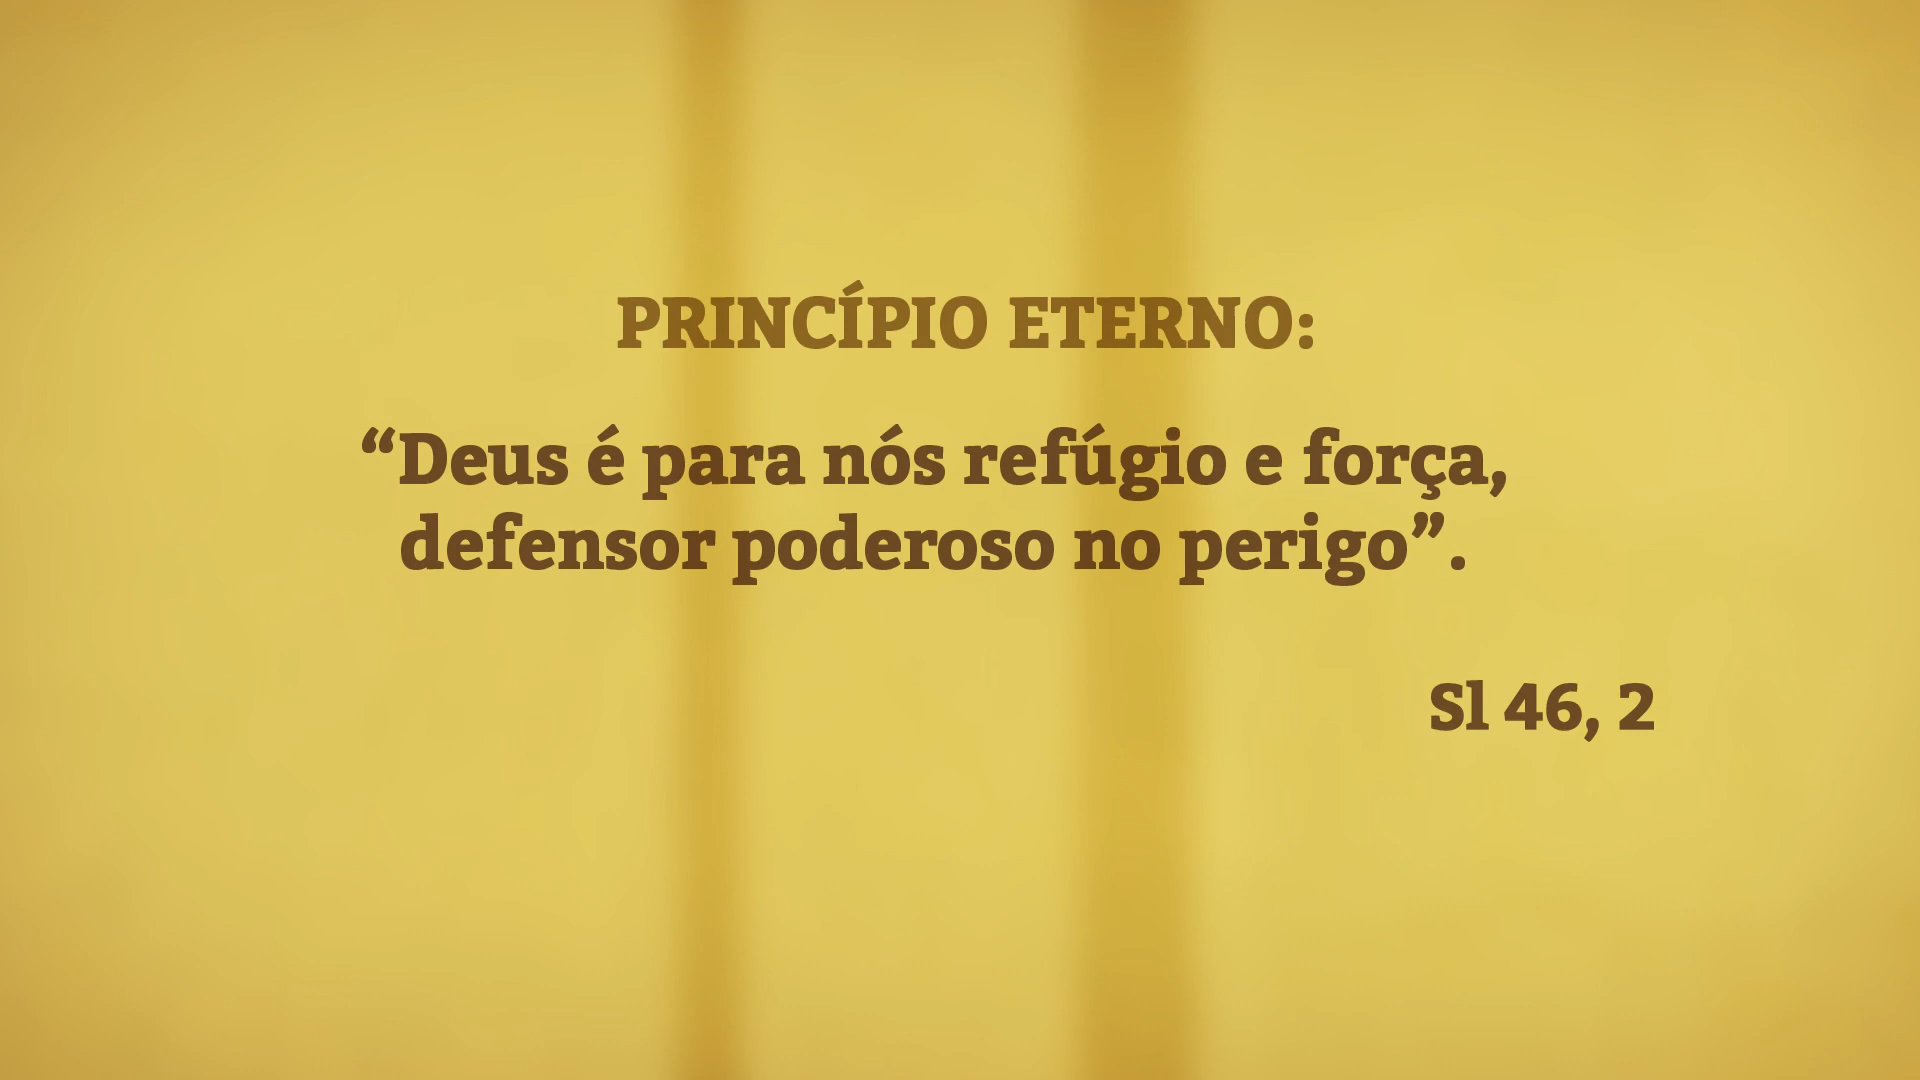 PRINCÍPIO ETERNO:
“Deus é para nós refúgio e força,
defensor poderoso no perigo”.
Sl 46, 2